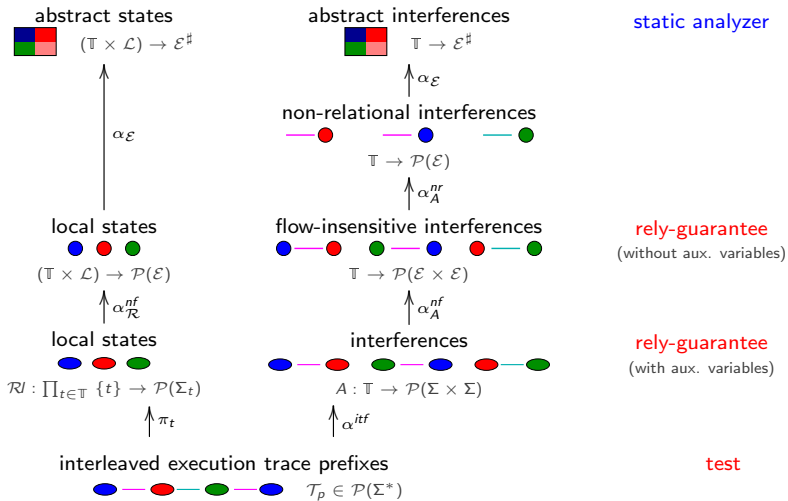 abstract states
abstract interferences
static analyzer
(𝕋 × ℒ) → ℰ♯
𝕋 → ℰ♯
α_ℰ
non-relational interferences
α_ℰ
𝕋 → 𝒫(ℰ)
α_A^{nr}
local states
flow-insensitive interferences
rely-guarantee
(without aux. variables)
(𝕋 × ℒ) → 𝒫(ℰ)
𝕋 → 𝒫(ℰ × ℰ)
α_ℛ^{nf}
α_A^{nf}
local states
interferences
rely-guarantee
(with aux. variables)
ℛl : ∏_{t∈𝕋} {t} → 𝒫(Σ_t)
A : 𝕋 → 𝒫(Σ × Σ)
π_t
α^{itf}
interleaved execution trace prefixes
test
𝒯_p ∈ 𝒫(Σ*)